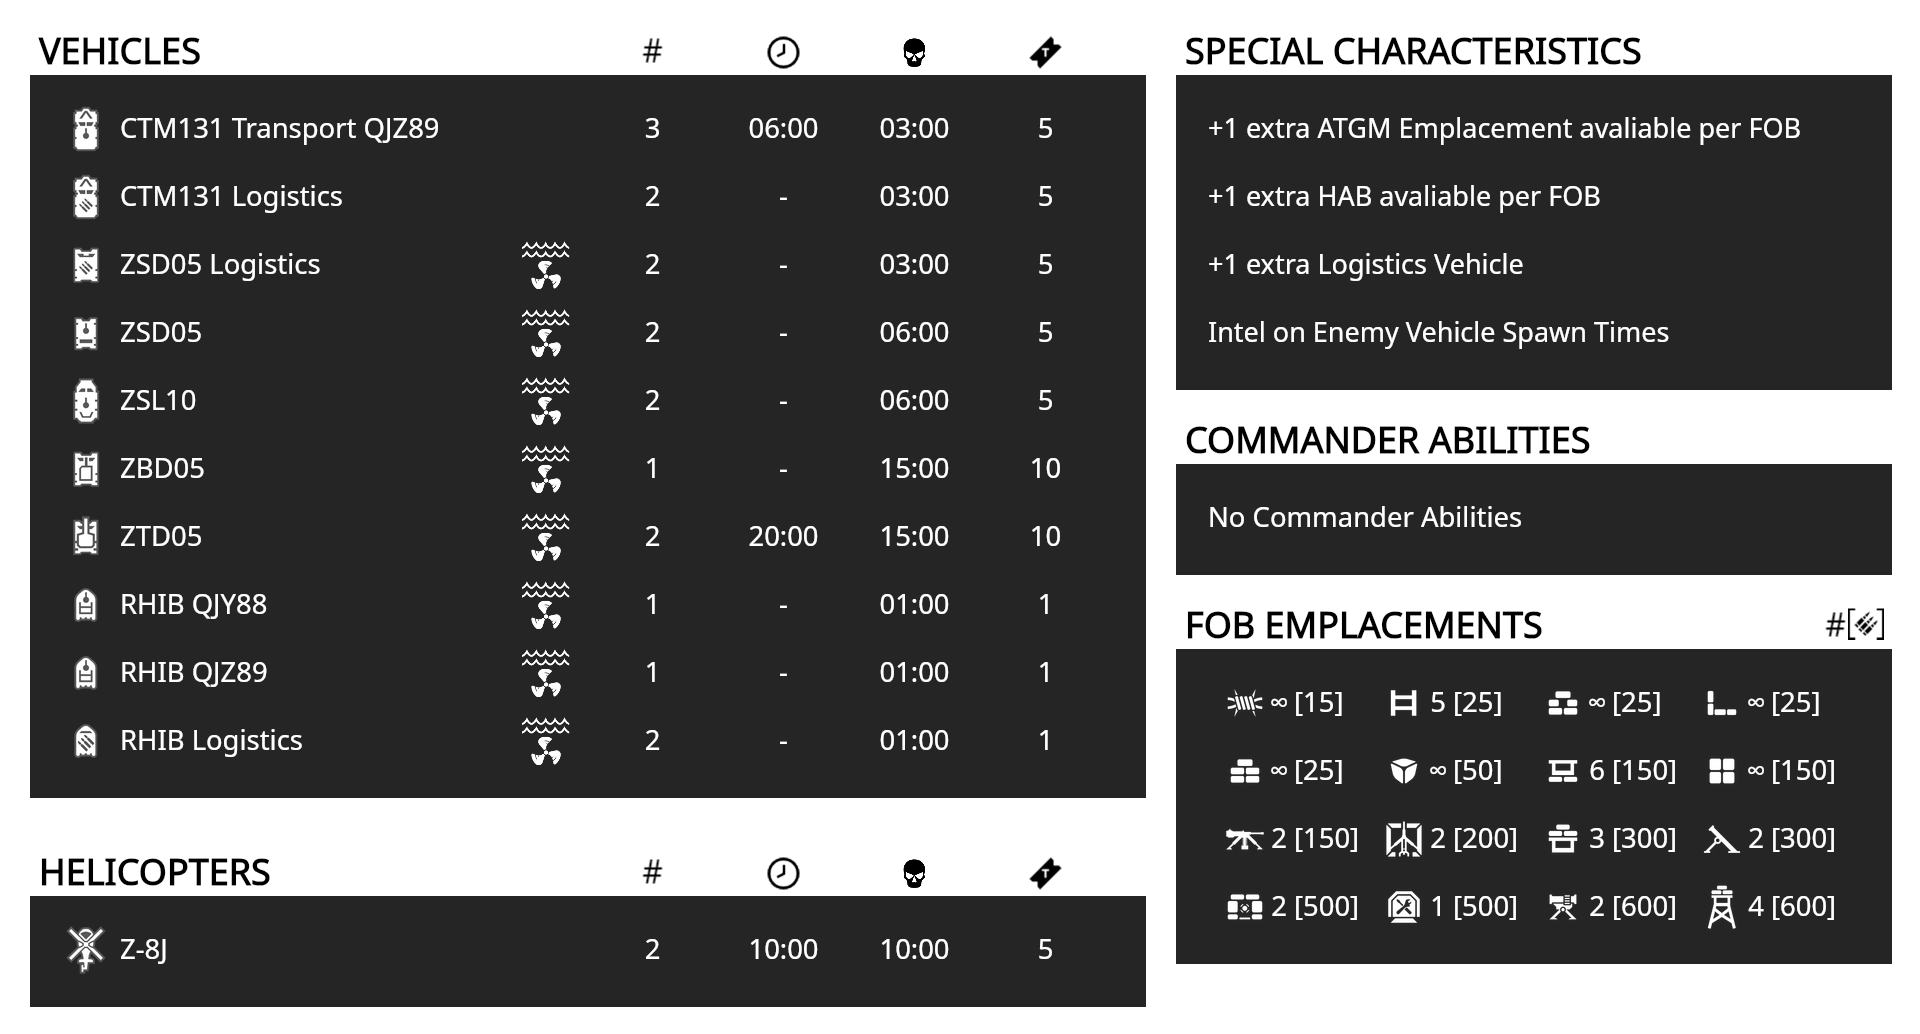 VEHICLES #
CTM131 Transport QJZ89 3 06:00 03:00 5
CTM131 Logistics 2 - 03:00 5
ZSD05 Logistics 2 - 03:00 5
ZSD05 2 - 06:00 5
ZSL10 2 - 06:00 5
ZBD05 1 - 15:00 10
ZTD05 2 20:00 15:00 10
RHIB QJY88 1 - 01:00 1
RHIB QJZ89 1 - 01:00 1
RHIB Logistics 2 - 01:00 1
HELICOPTERS #
Z-8J 2 10:00 10:00 5
SPECIAL CHARACTERISTICS
+1 extra ATGM Emplacement avaliable per FOB
+1 extra HAB avaliable per FOB
+1 extra Logistics Vehicle
Intel on Enemy Vehicle Spawn Times
COMMANDER ABILITIES
No Commander Abilities
FOB EMPLACEMENTS #[]
∞ [15] 5 [25] ∞ [25] ∞ [25]
∞ [25] ∞ [50] 6 [150] ∞ [150]
2 [150] 2 [200] 3 [300] 2 [300]
2 [500] 1 [500] 2 [600] 4 [600]